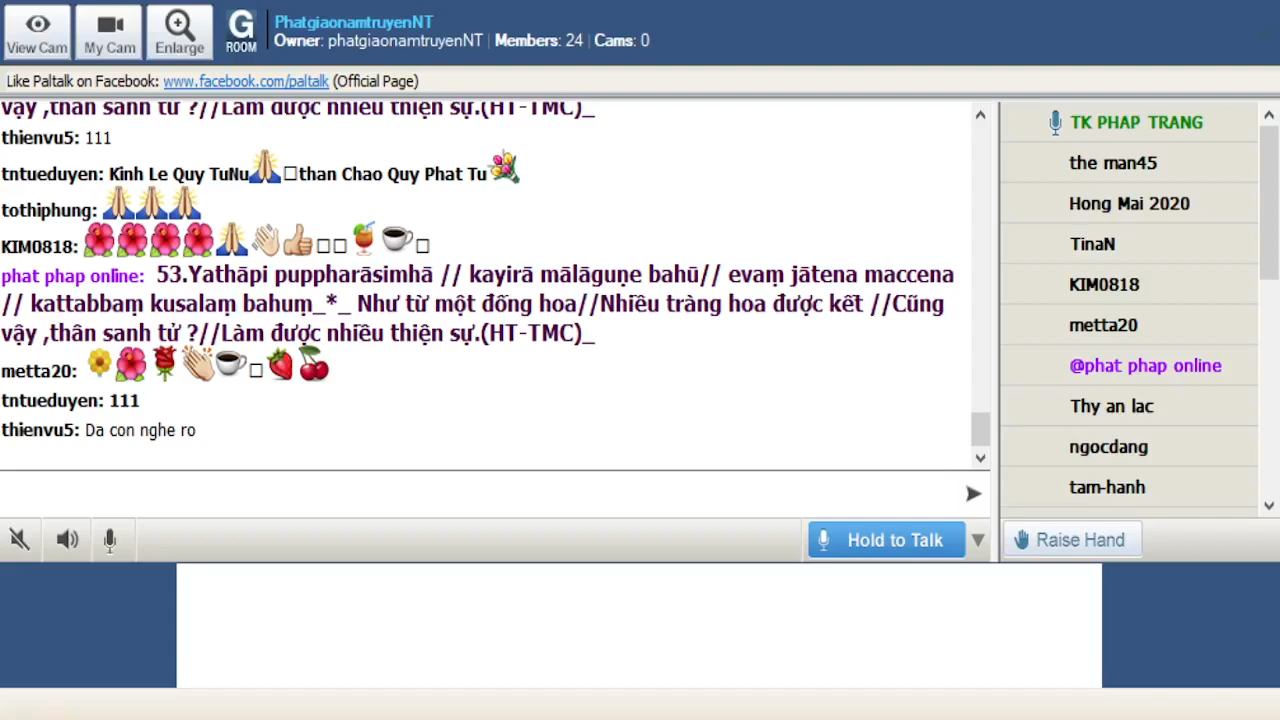 PhatgiaonamtruyenNT
Owner: phatgiaonamtruyenNT | Members: 24 | Cams: 0
View Cam
My Cam
Enlarge
G
ROOM
Like Paltalk on Facebook: www.facebook.com/paltalk (Official Page)
vậy ,thân sanh tử ?//Làm được nhiều thiện sự.(HT-TMC)_
thienvu5: 111
tntueduyen: Kinh Le Quy TuNu🙏□than Chao Quy Phat Tu💐
tothiphung: 🙏🙏🙏
KIM0818: 🌺🌺🌺🌺🙏👋👍□□🍹☕□
phat phap online: 53.Yathāpi puppharāsimhā // kayirā mālāguṇe bahū// evaṃ jātena maccena
// kattabbaṃ kusalaṃ bahuṃ_*_ Như từ một đống hoa//Nhiều tràng hoa được kết //Cũng
vậy ,thân sanh tử ?//Làm được nhiều thiện sự.(HT-TMC)_
metta20: 🌼🌺🌹👏☕□🍓🍒
tntueduyen: 111
thienvu5: Da con nghe ro
TK PHAP TRANG
the man45
Hong Mai 2020
TinaN
KIM0818
metta20
@phat phap online
Thy an lac
ngocdang
tam-hanh
Hold to Talk
Raise Hand